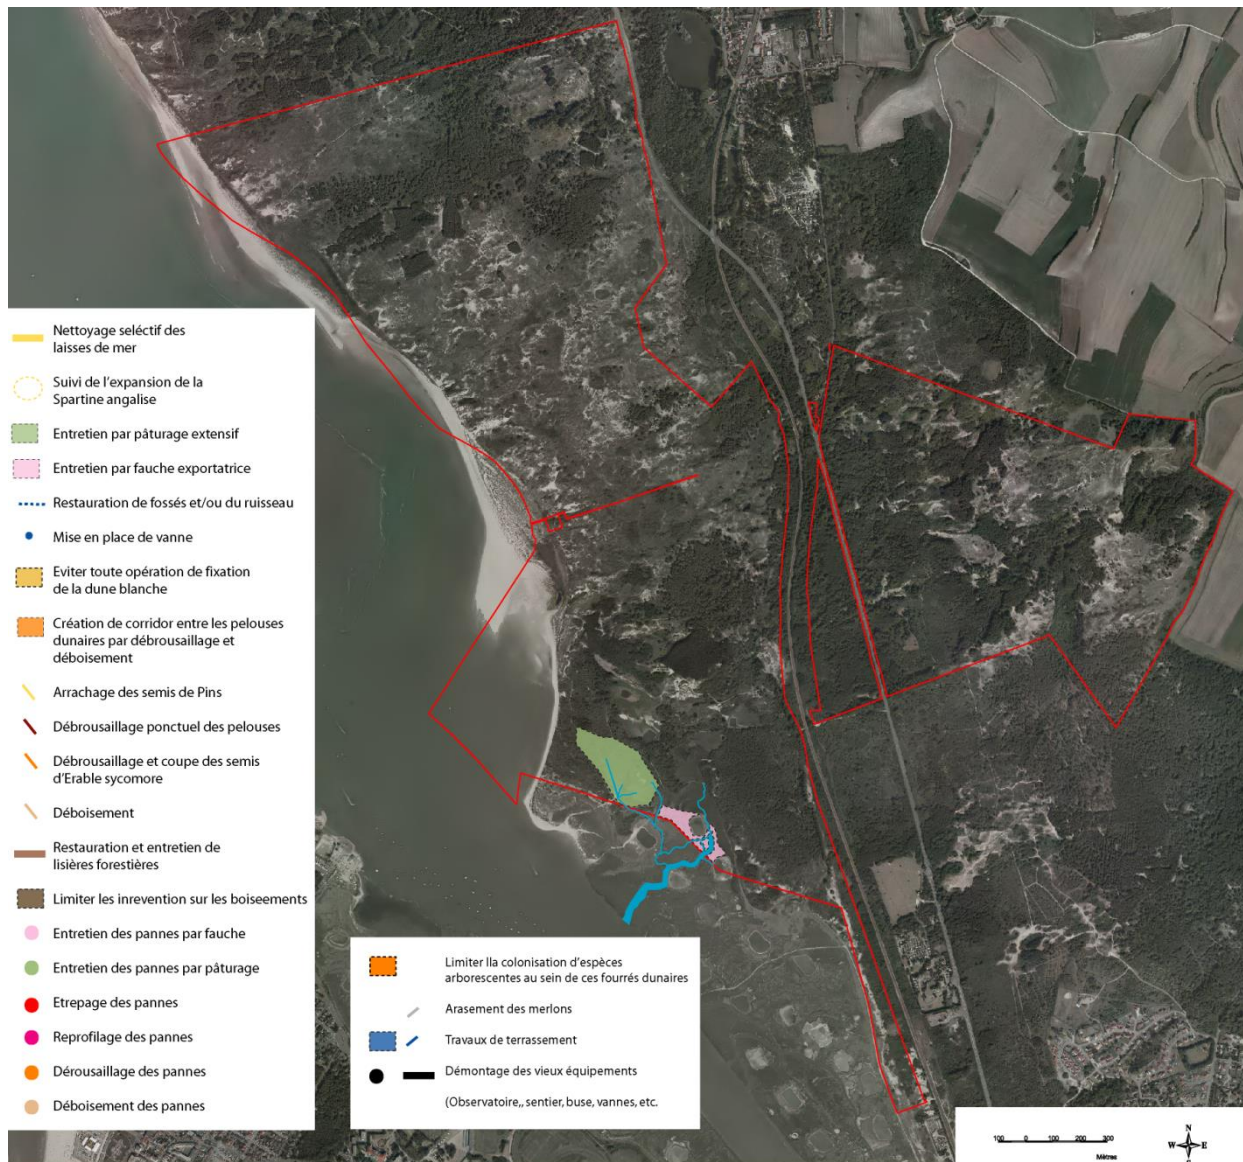 Nettoyage seléctif des
laisses de mer
Suivi de l'expansion de la
Spartine angalise
Entretien par pâturage extensif
Entretien par fauche exportatrice
Restauration de fossés et/ou du ruisseau
Mise en place de vanne
Eviter toute opération de fixation
de la dune blanche
Création de corridor entre les pelouses
dunaires par débrousaillage et
déboisement
Arrachage des semis de Pins
Débrousaillage ponctuel des pelouses
Débrousaillage et coupe des semis
d'Erable sycomore
Déboisement
Restauration et entretien de
lisières forestières
Limiter les inrevention sur les boiseements
Entretien des pannes par fauche
Entretien des pannes par pâturage
Etrepage des pannes
Reprofilage des pannes
Dérousaillage des pannes
Déboisement des pannes
Limiter lla colonisation d'espèces
arborescentes au sein de ces fourrés dunaires
Arasement des merlons
Travaux de terrassement
Démontage des vieux équipements
(Observatoire,, sentier, buse, vannes, etc.
100 0 100 200 300
Mètres
N
W E
S